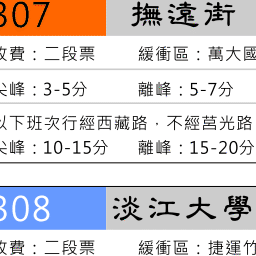 307 撫遠街
收費：二段票 緩衝區：萬大國
尖峰：3-5分 離峰：5-7分
以下班次行經西藏路．不經莒光路
尖峰：10-15分 離峰：15-20分
308 淡江大學
收費：二段票 緩衝區：捷運竹